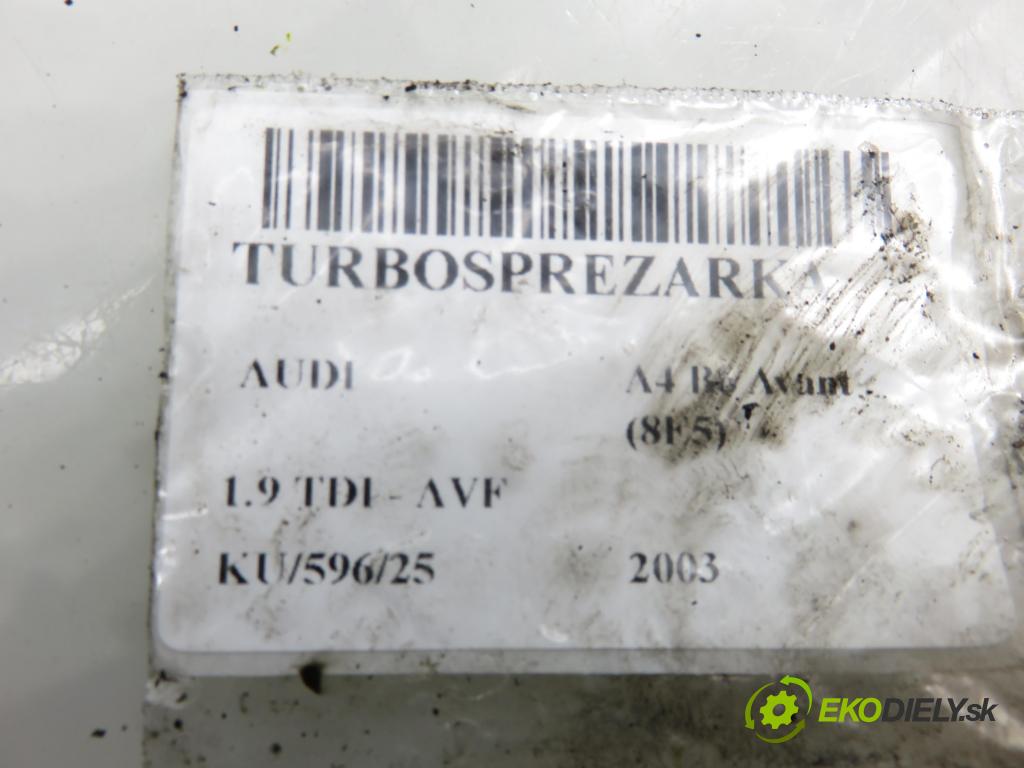 TURBOSPREZARKA
AUDI A4 B6 Avant
(8E5)
1.9 TDI - AVF
KU/596/25 2003
EKODIELY.sk